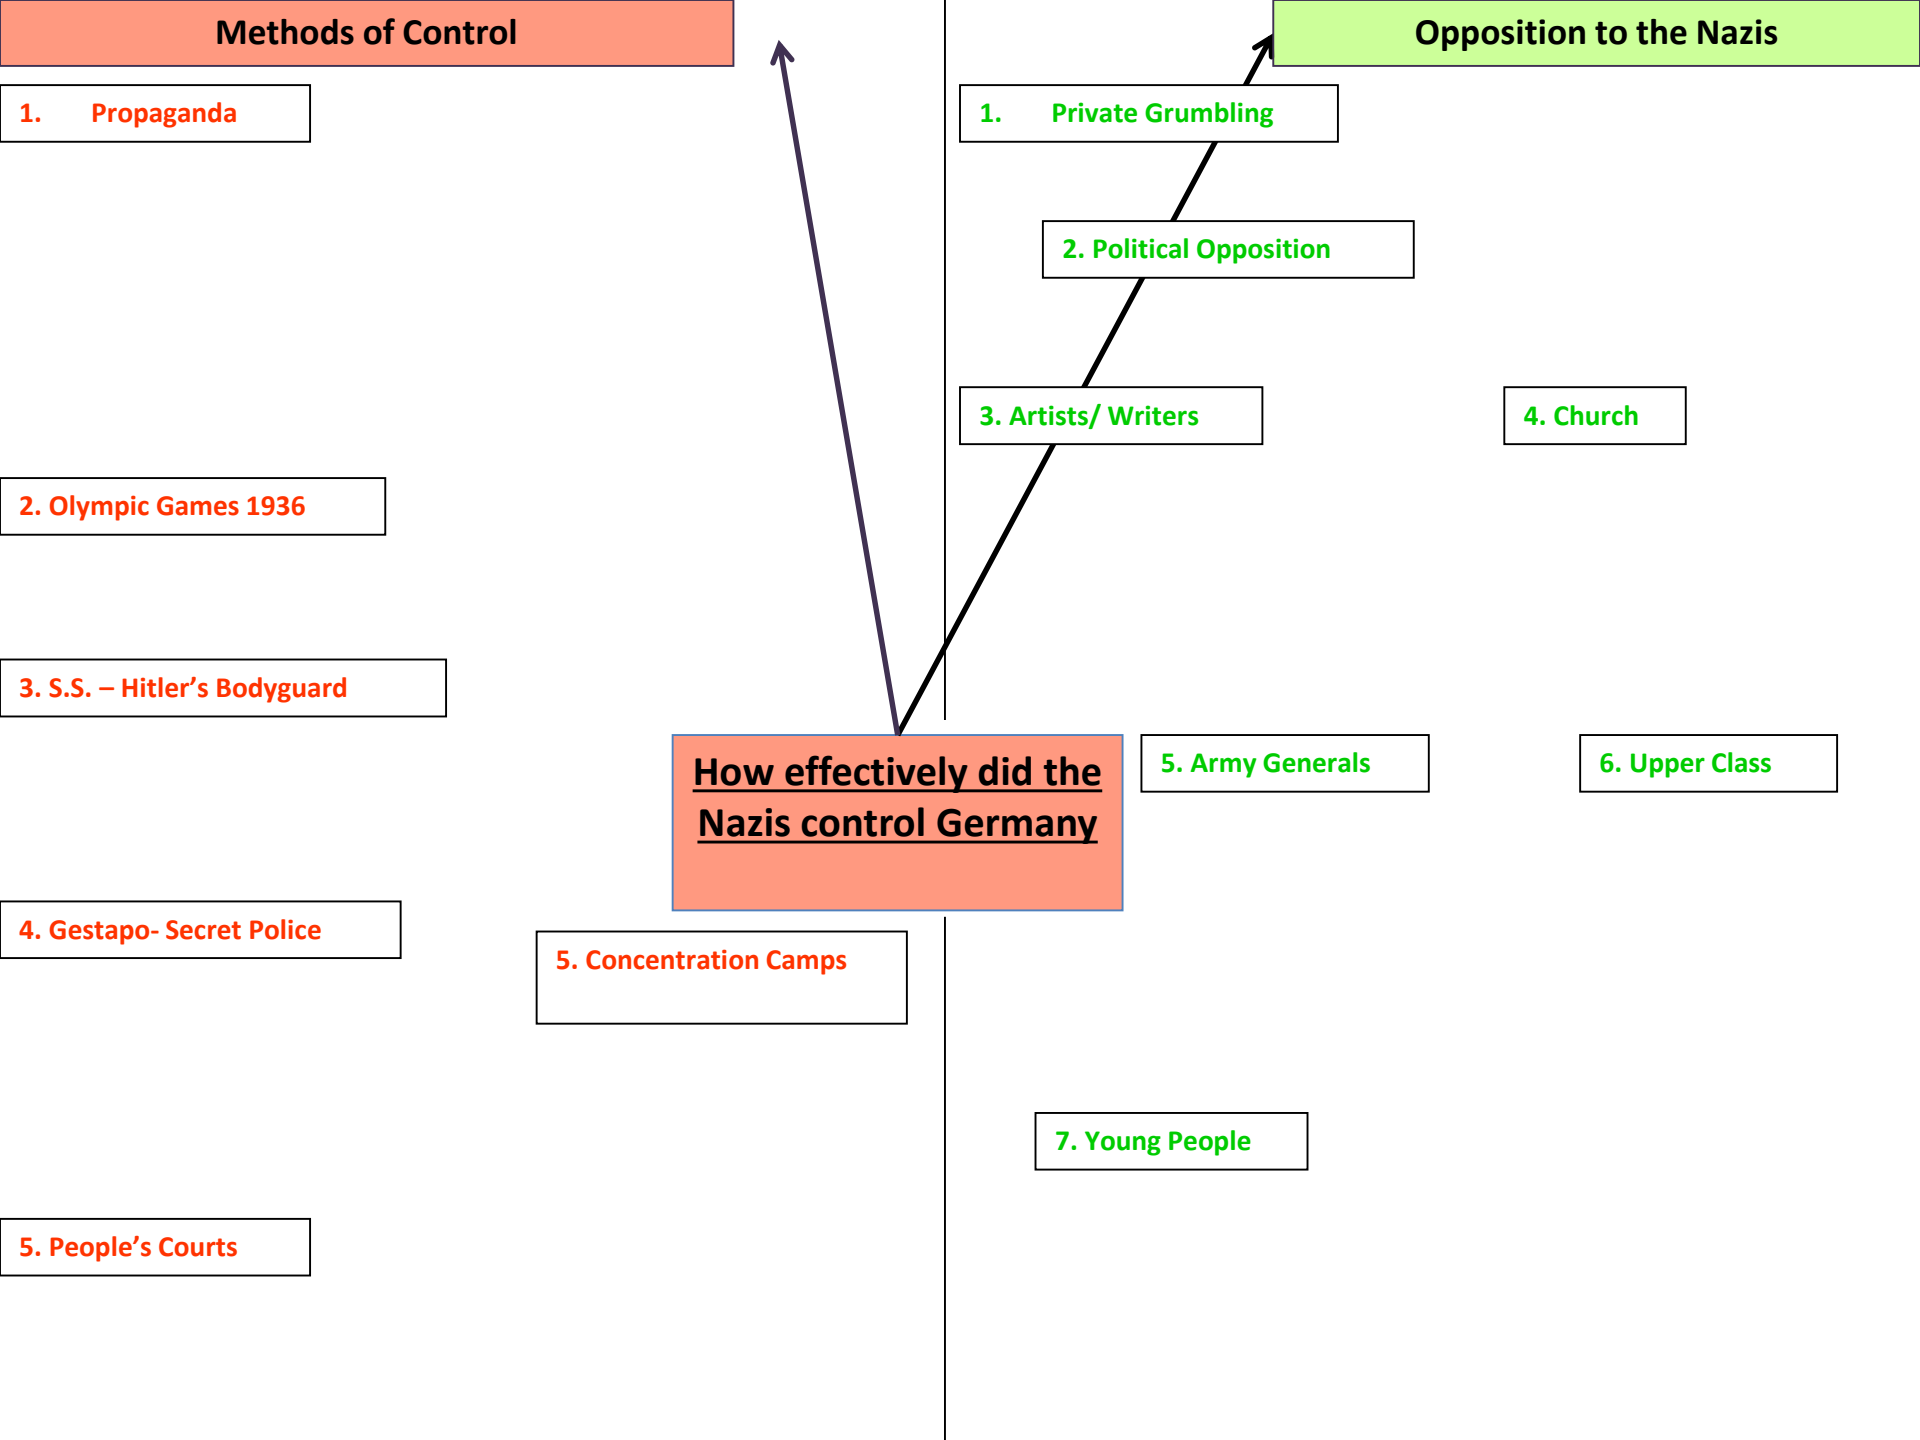 Methods of Control
1. Propaganda
2. Olympic Games 1936
3. S.S. – Hitler’s Bodyguard
4. Gestapo- Secret Police
5. Concentration Camps
5. People’s Courts
How effectively did the
Nazis control Germany
Opposition to the Nazis
1. Private Grumbling
2. Political Opposition
3. Artists/ Writers
4. Church
5. Army Generals
6. Upper Class
7. Young People